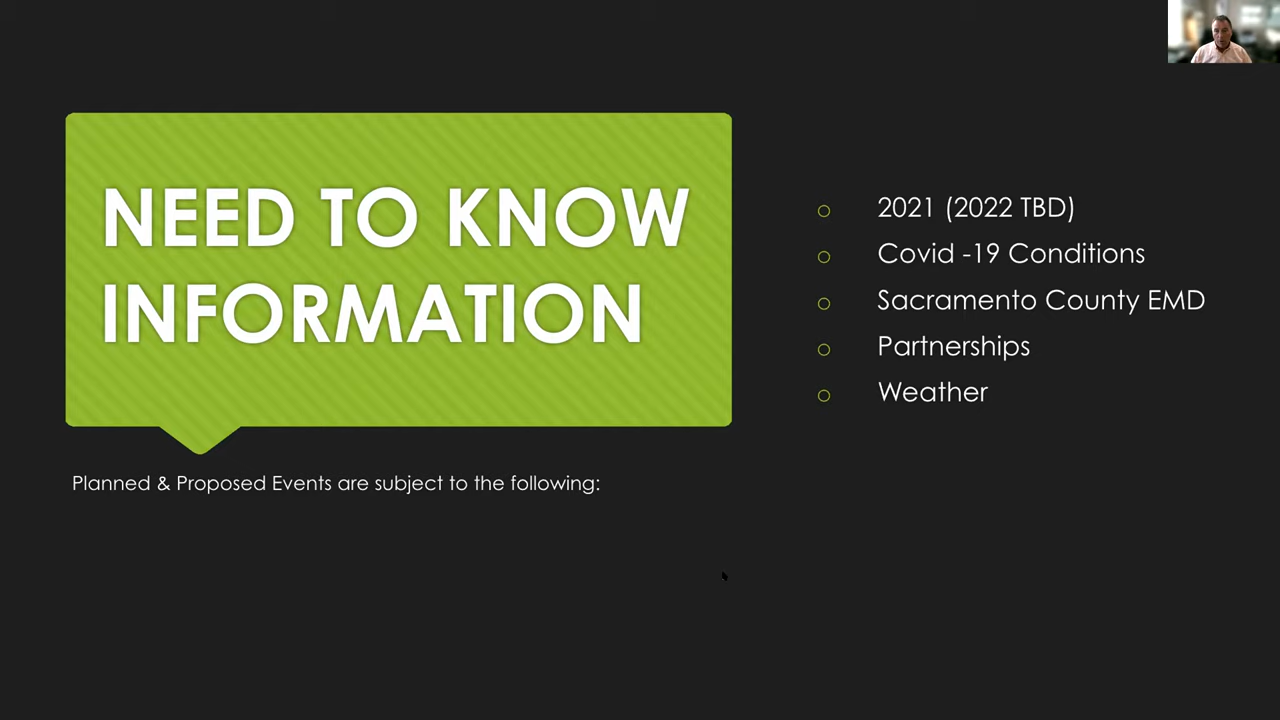 NEED TO KNOW
INFORMATION
Planned & Proposed Events are subject to the following:
2021 (2022 TBD)
Covid -19 Conditions
Sacramento County EMD
Partnerships
Weather